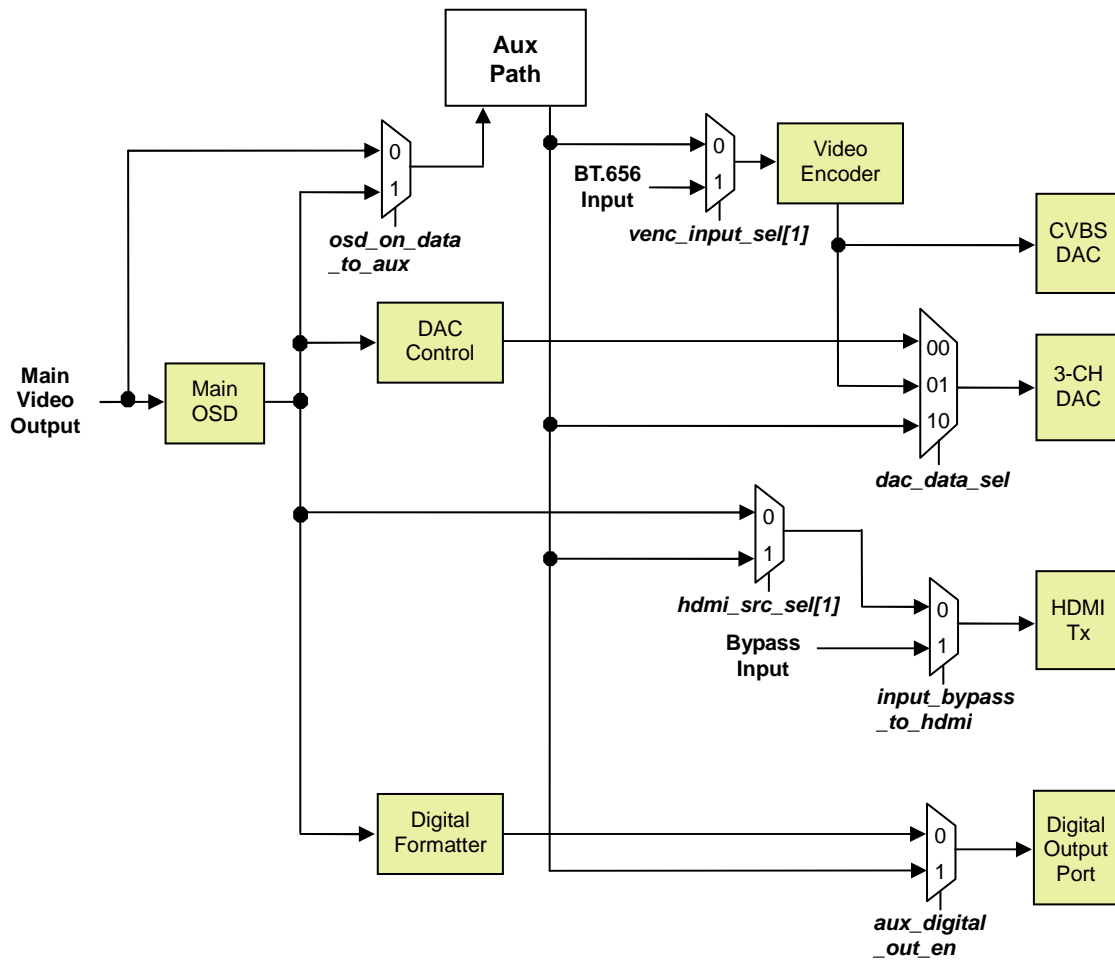 Aux
Path
0
1
osd_on_data
_to_aux
0
1
BT.656
Input
venc_input_sel[1]
Video
Encoder
CVBS
DAC
DAC
Control
00
01
10
dac_data_sel
3-CH
DAC
Main
Video
Output
Main
OSD
0
1
hdmi_src_sel[1]
Bypass
Input
0
1
input_bypass
_to_hdmi
HDMI
Tx
Digital
Formatter
0
1
aux_digital
_out_en
Digital
Output
Port